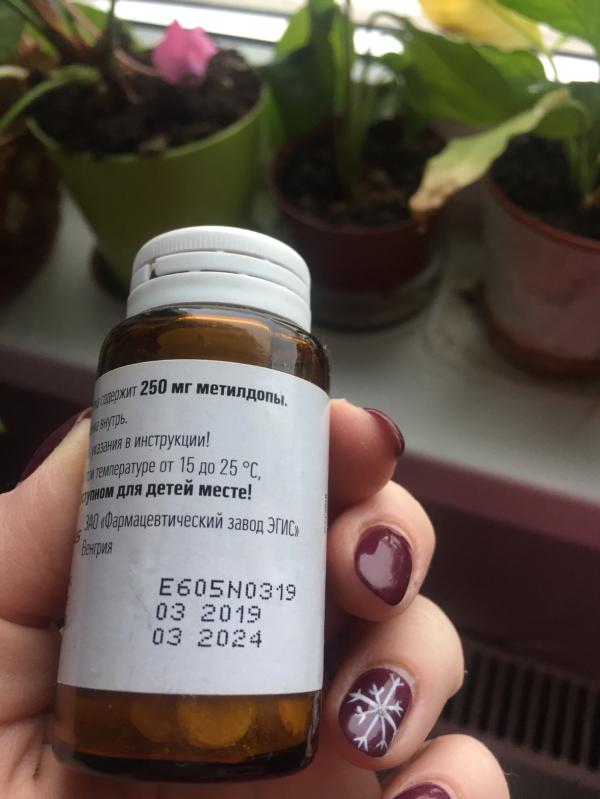 содержит 250 мг метилдопы.
внутрь.
указания в инструкции!
температуре от 15 до 25 °C,
для детей месте!
ЗАО «Фармацевтический завод ЭГИС»
Венгрия
E605N0319
03 2019
03 2024